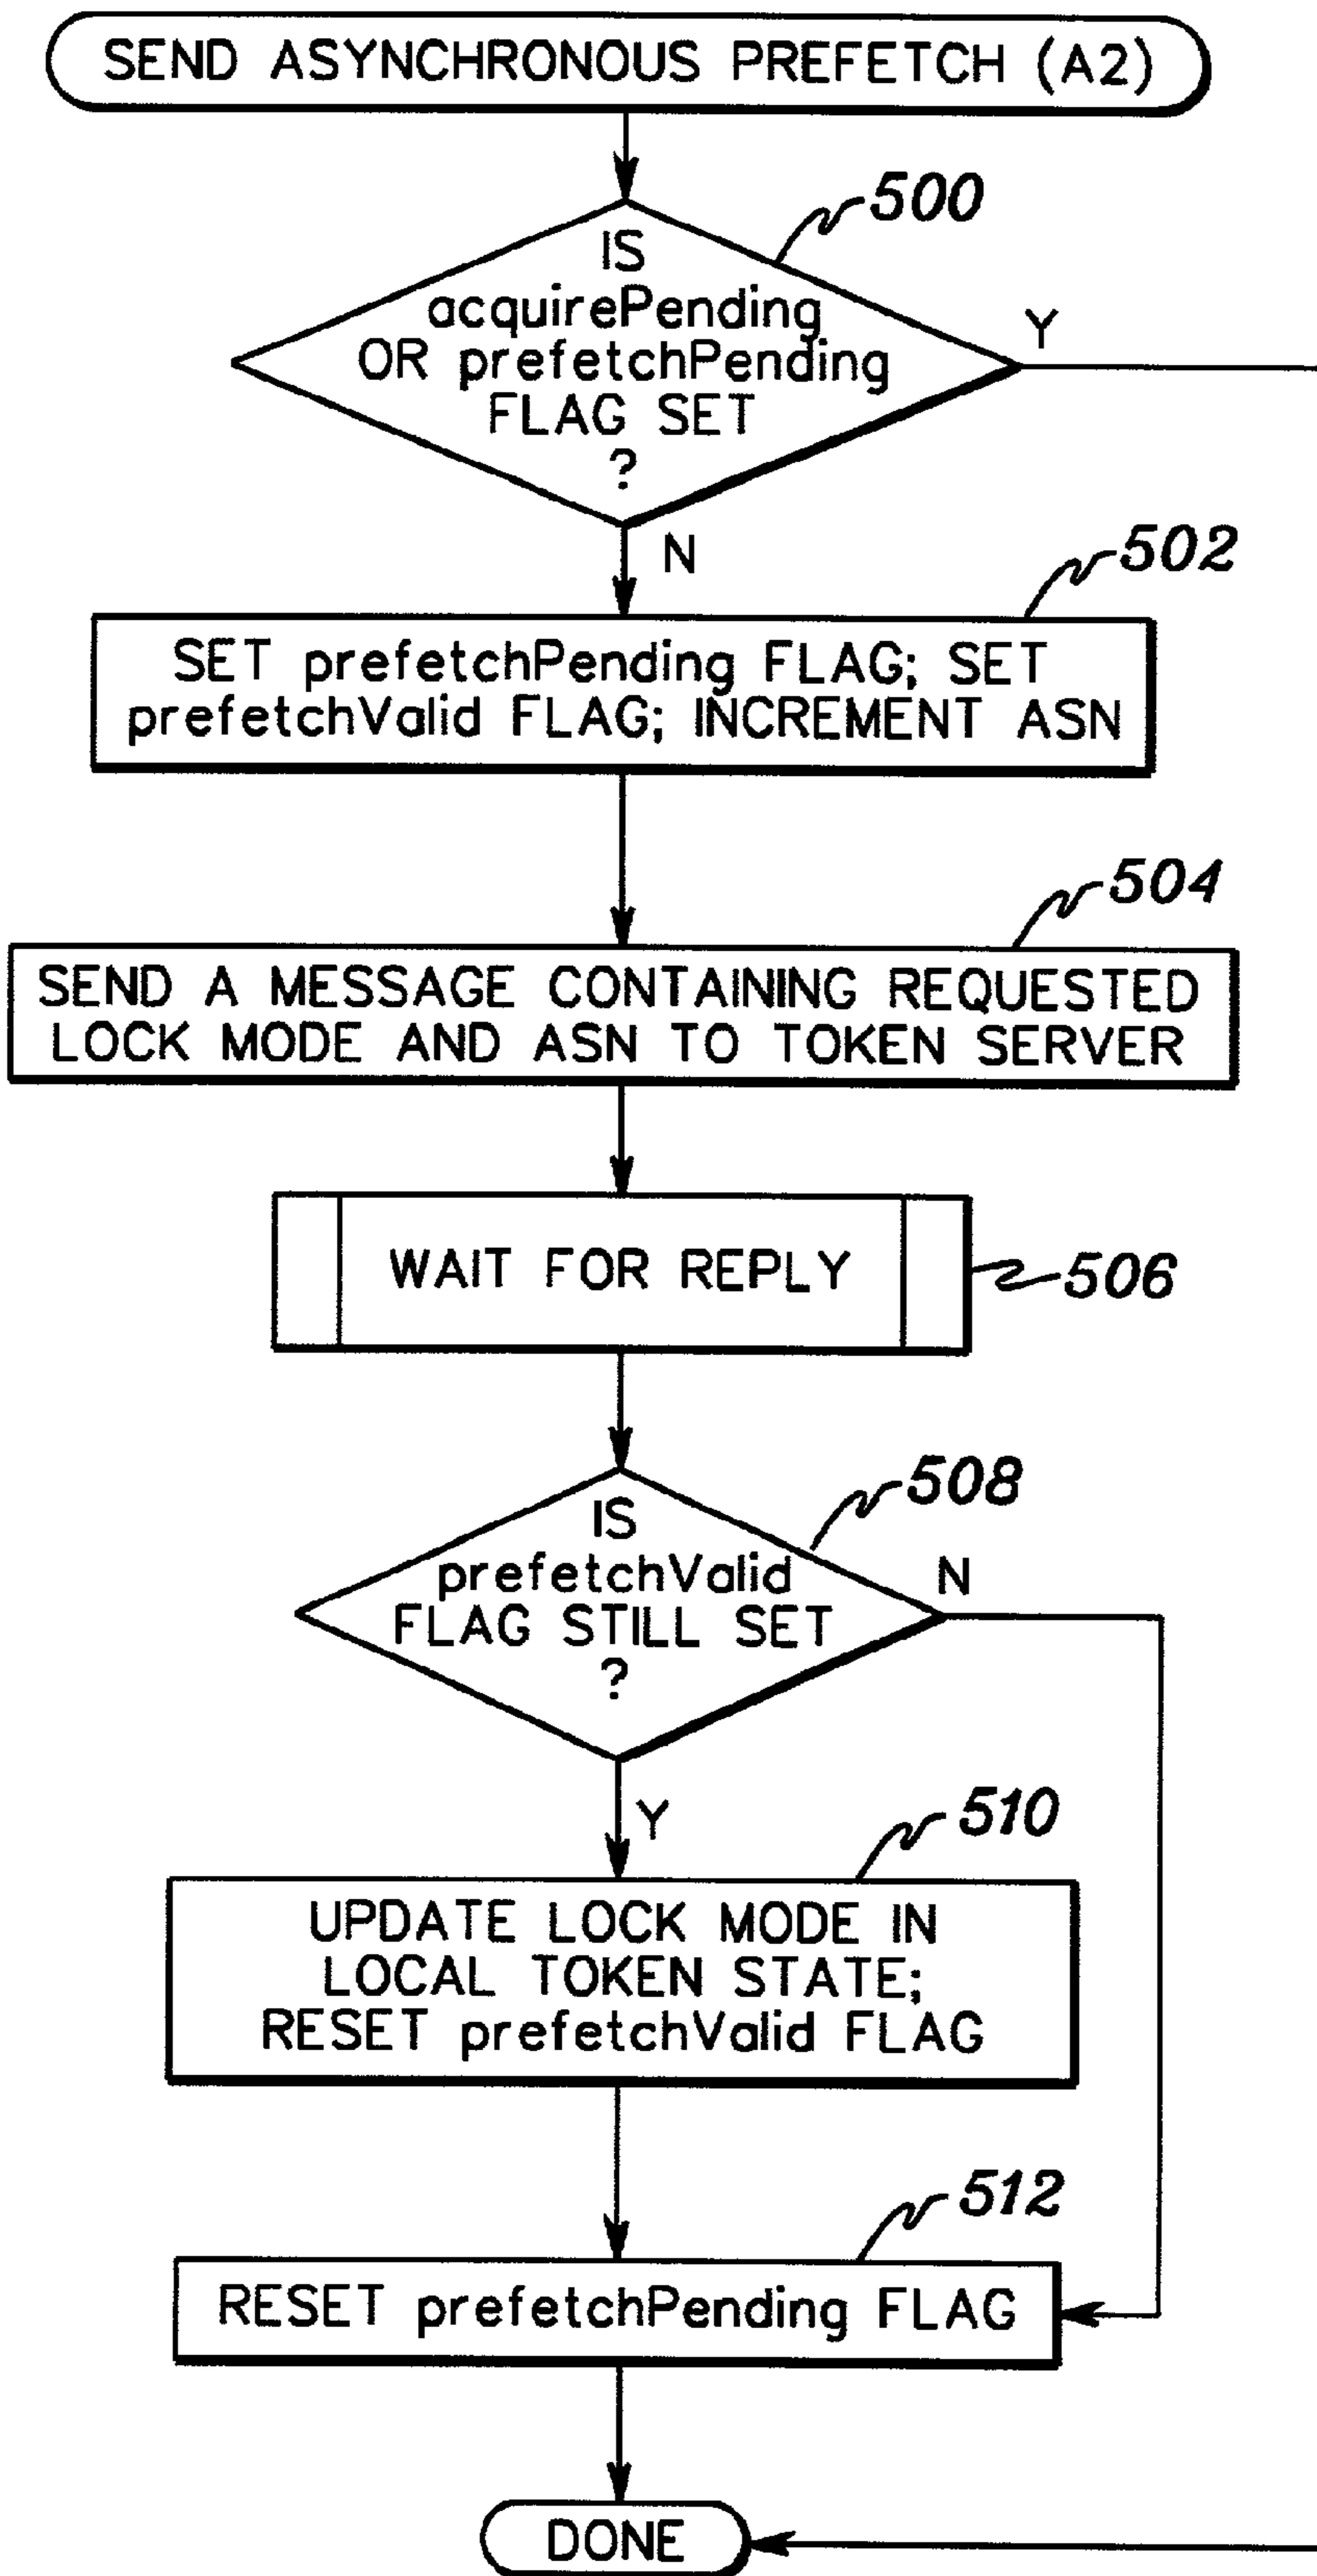 SEND ASYNCHRONOUS PREFETCH (A2)
500
IS
acquirePending
OR prefetchPending
FLAG SET
?
Y
N
502
SET prefetchPending FLAG; SET
prefetchValid FLAG; INCREMENT ASN
504
SEND A MESSAGE CONTAINING REQUESTED
LOCK MODE AND ASN TO TOKEN SERVER
WAIT FOR REPLY
506
508
IS
prefetchValid
FLAG STILL SET
?
N
Y
510
UPDATE LOCK MODE IN
LOCAL TOKEN STATE;
RESET prefetchValid FLAG
512
RESET prefetchPending FLAG
DONE